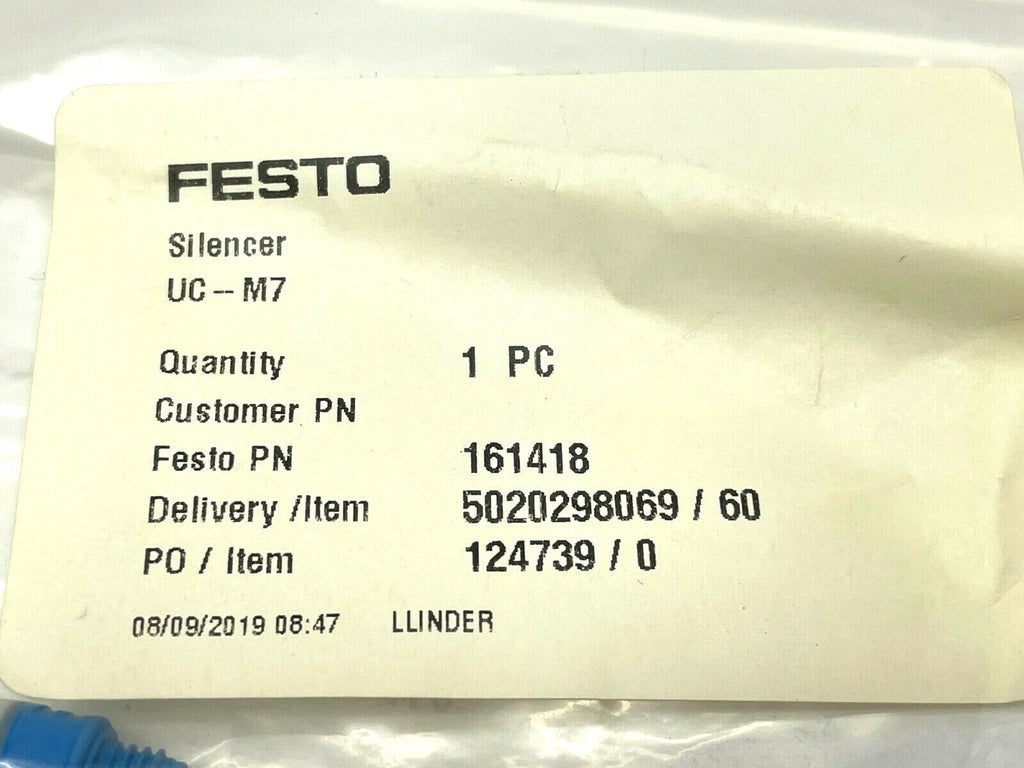 FESTO
Silencer
UC-M7
Quantity 1 PC
Customer PN
Festo PN 161418
Delivery /Item 5020298069 / 60
PO / Item 124739 / 0
08/09/2019 08:47 LLINDER